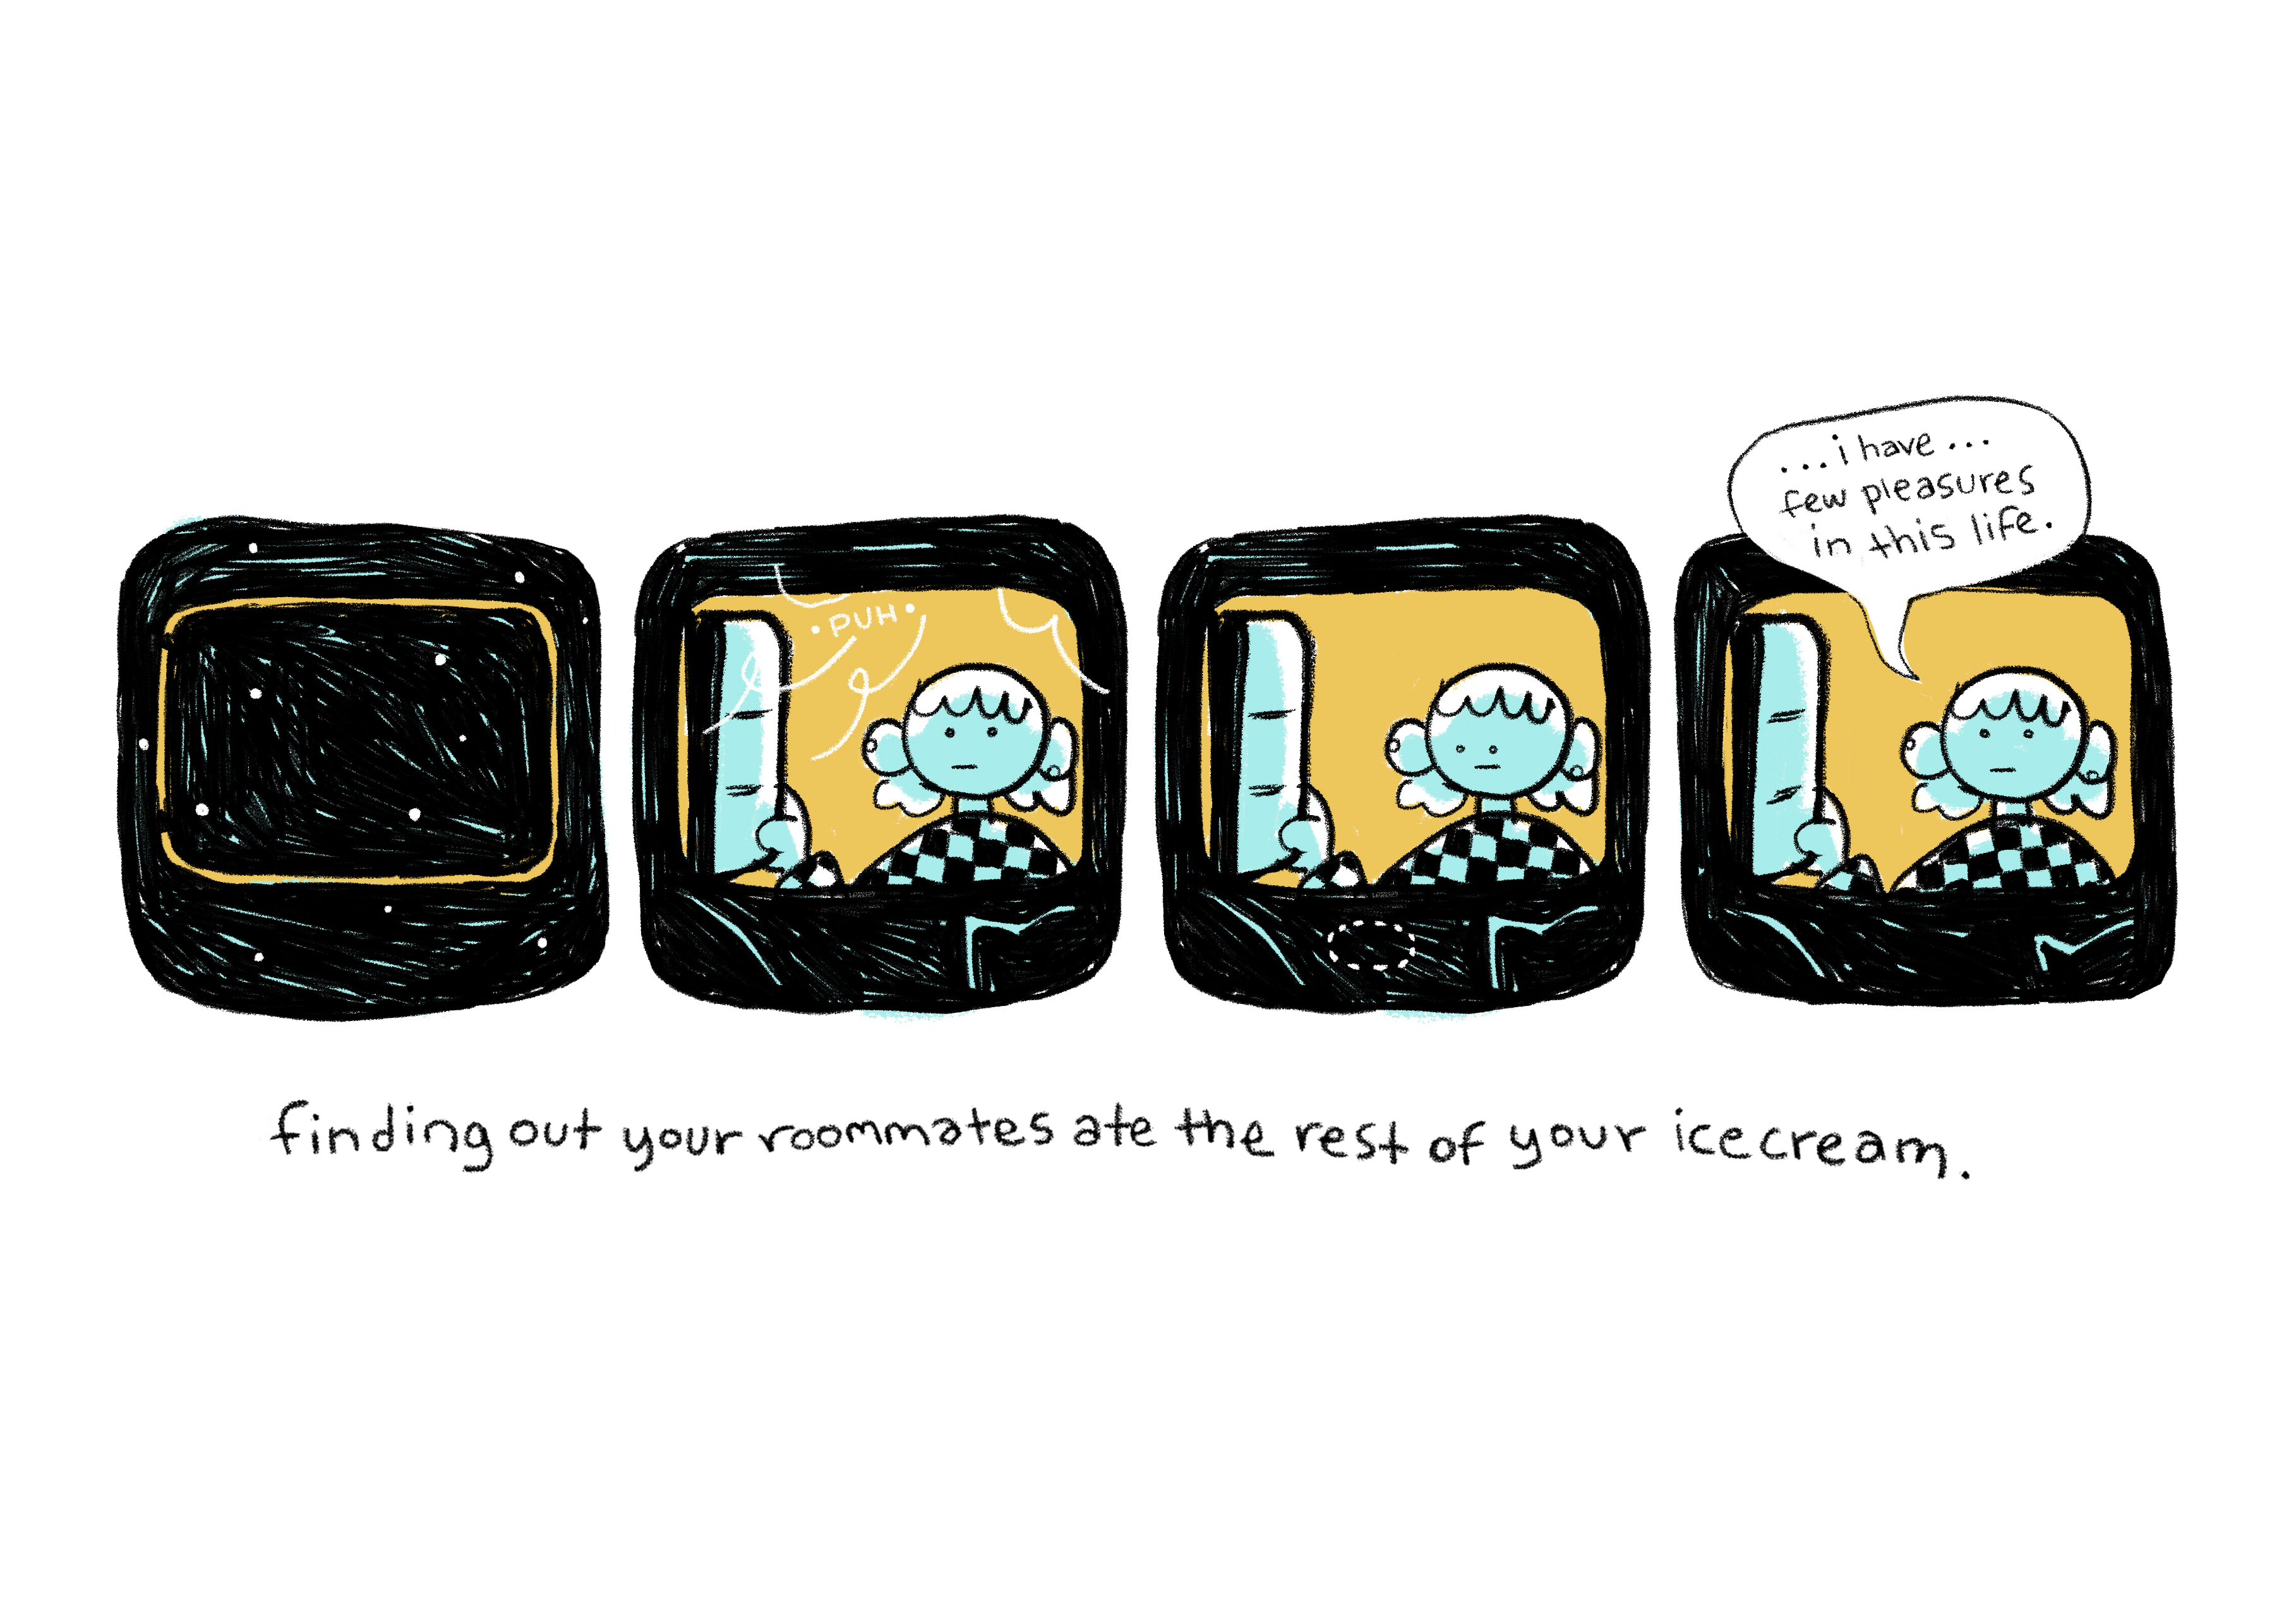 • PUH •
...i have...
few pleasures
in this life.
finding out your roommates ate the rest of your icecream.